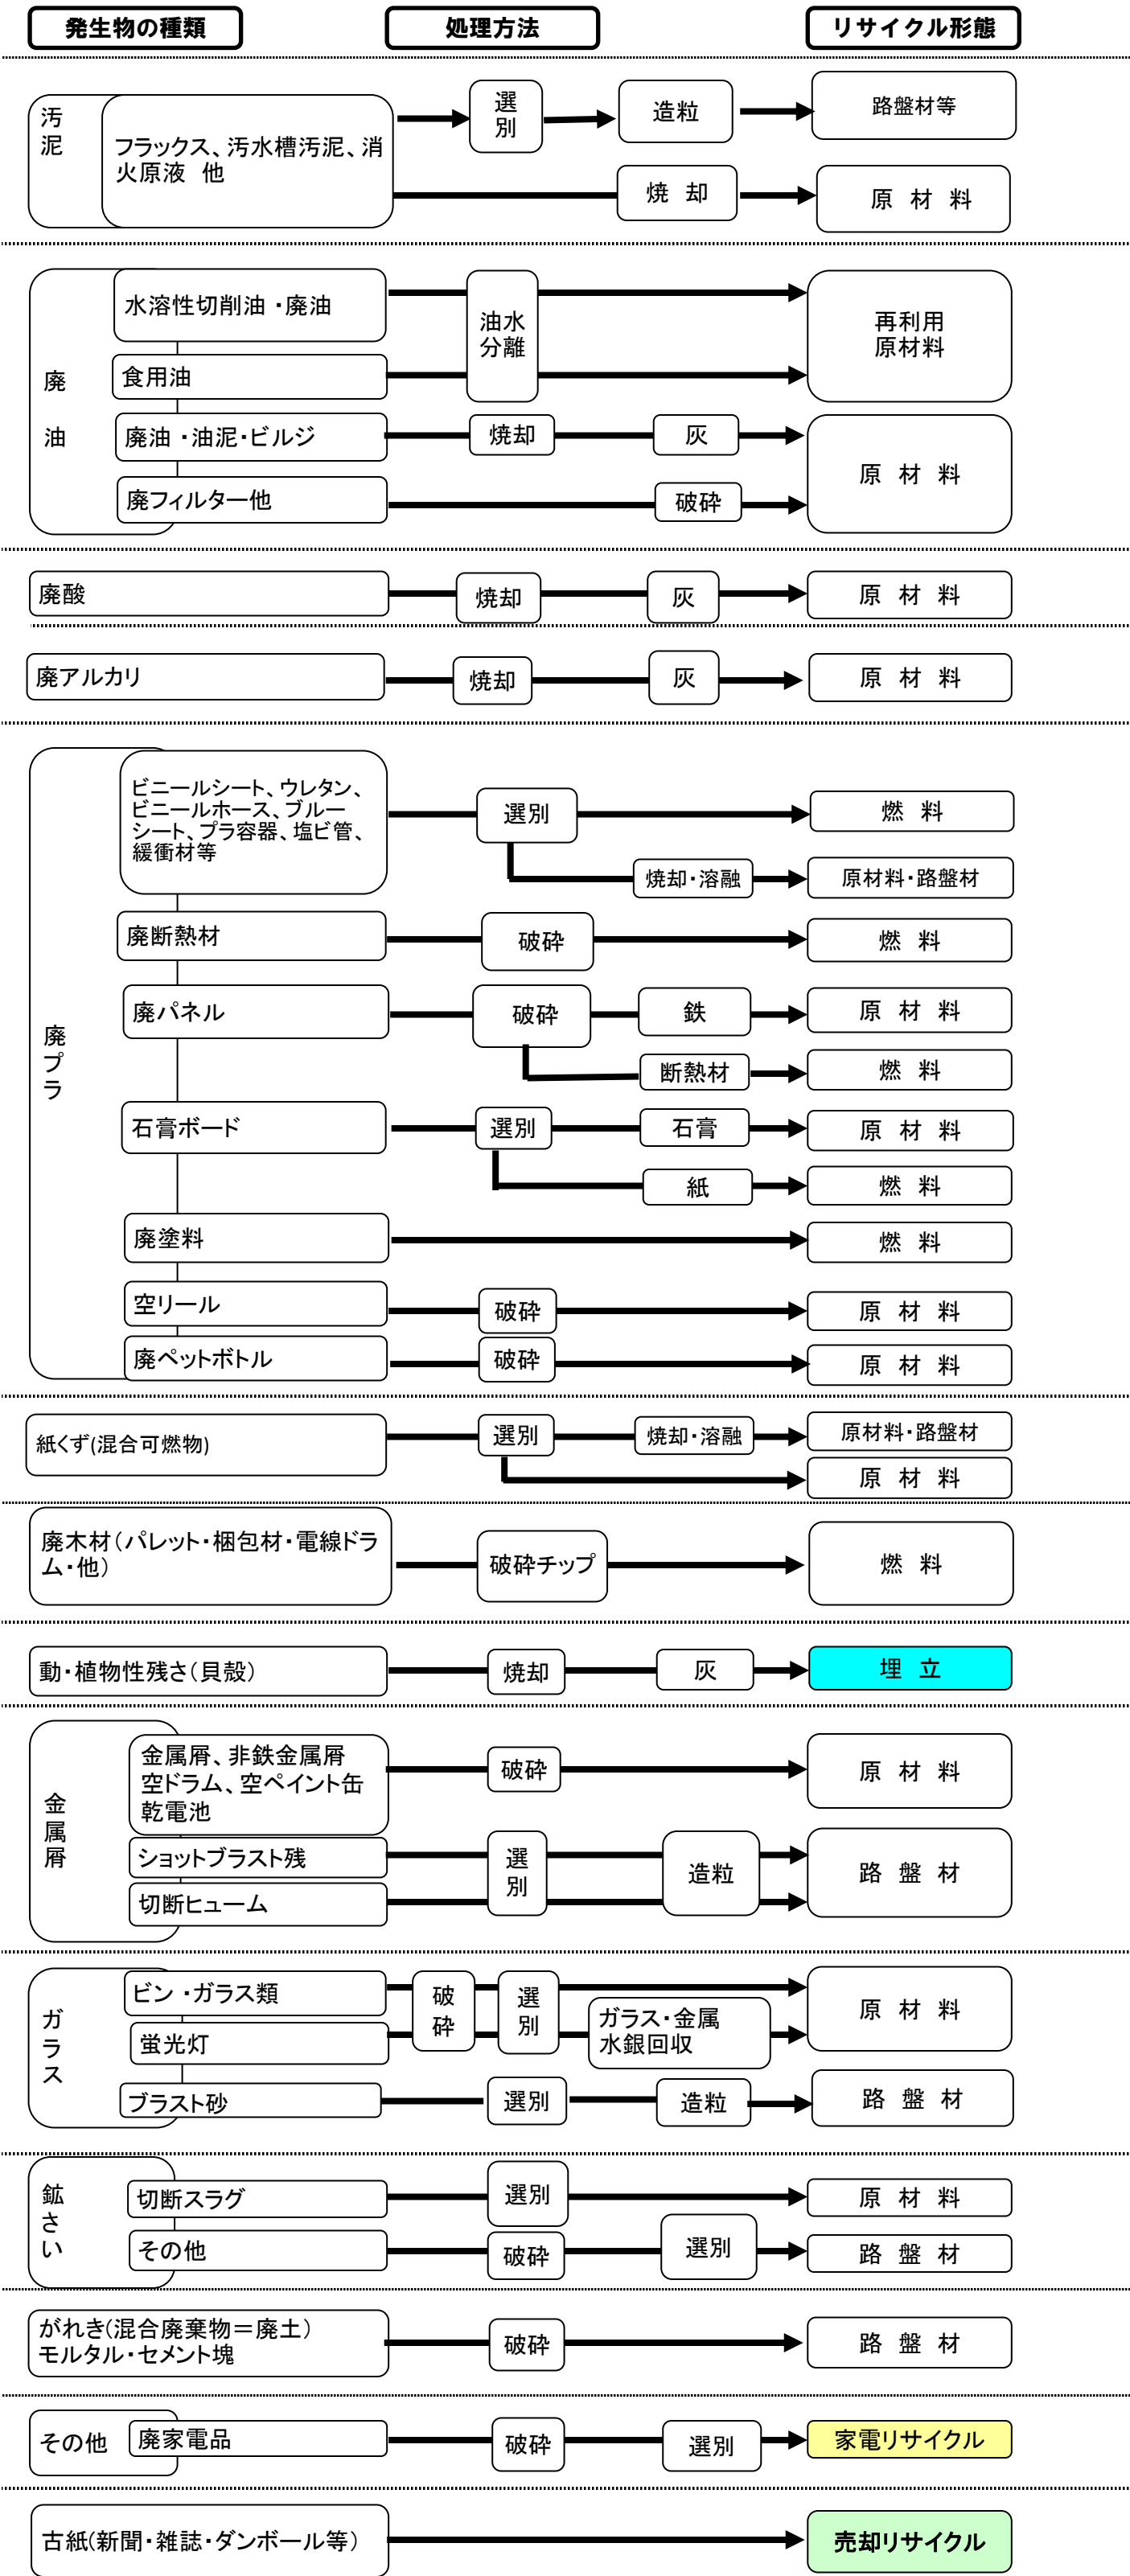 発生物の種類
処理方法
リサイクル形態
汚泥
フラックス、汚水槽汚泥、消
火原液 他
選別
造粒
路盤材等
焼 却
原 材 料
廃油
水溶性切削油・廃油
食用油
油水
分離
再利用
原材料
廃油・油泥・ビルジ
焼却
灰
廃フィルター他
破砕
原 材 料
廃酸
焼却
灰
原 材 料
廃アルカリ
焼却
灰
原 材 料
廃プラ
ビニールシート、ウレタン、
ビニールホース、ブルー
シート、プラ容器、塩ビ管、
緩衝材等
選別
燃 料
焼却・溶融
原材料・路盤材
廃断熱材
破砕
燃 料
廃パネル
破砕
鉄
原 材 料
断熱材
燃 料
石膏ボード
選別
石膏
原 材 料
紙
燃 料
廃塗料
燃 料
空リール
破砕
原 材 料
廃ペットボトル
破砕
原 材 料
紙くず(混合可燃物)
選別
焼却・溶融
原材料・路盤材
原 材 料
廃木材(パレット・梱包材・電線ドラ
ム・他)
破砕チップ
燃 料
動・植物性残さ(貝殻)
焼却
灰
埋 立
金属屑
金属屑、非鉄金属屑
空ドラム、空ペイント缶
乾電池
破砕
原 材 料
ショットブラスト残
切断ヒューム
選別
造粒
路 盤 材
ガラス
ビン・ガラス類
蛍光灯
破砕
選別
ガラス・金属
水銀回収
原 材 料
ブラスト砂
選別
造粒
路 盤 材
鉱さい
切断スラグ
選別
原 材 料
その他
破砕
選別
路 盤 材
がれき(混合廃棄物=廃土)
モルタル・セメント塊
破砕
路 盤 材
その他
廃家電品
破砕
選別
家電リサイクル
古紙(新聞・雑誌・ダンボール等)
売却リサイクル